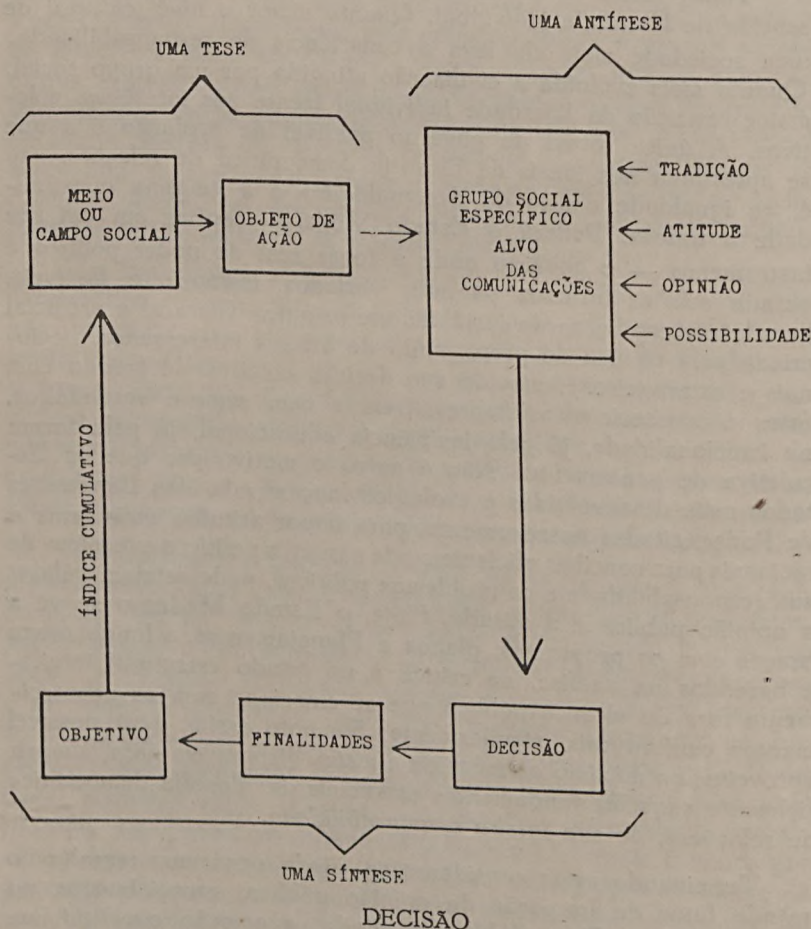 UMA TESE
UMA ANTÍTESE
MEIO
OU
CAMPO SOCIAL
OBJETO DE
AÇÃO
GRUPO SOCIAL
ESPECÍFICO
ALVO
DAS
COMUNICAÇÕES
TRADIÇÃO
ATITUDE
OPINIÃO
POSSIBILIDADE
ÍNDICE CUMULATIVO
OBJETIVO
FINALIDADES
DECISÃO
UMA SÍNTESE
DECISÃO